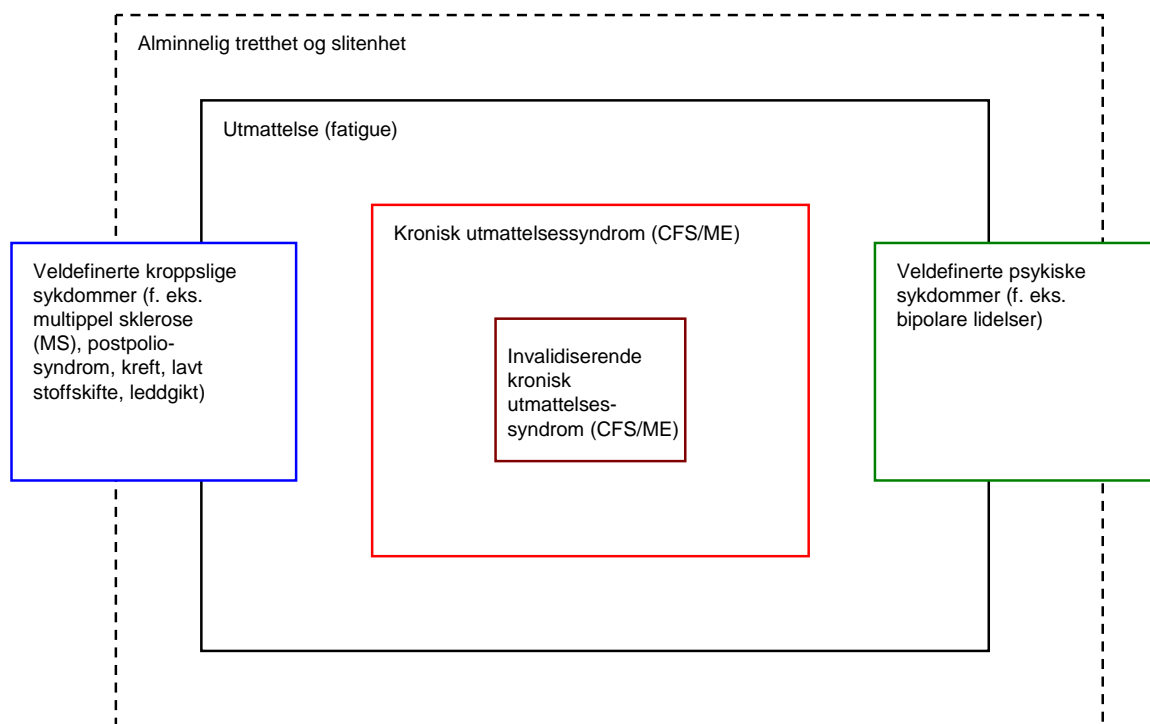 Alminnelig tretthet og slitenhet
Utmattelse (fatigue)
Kronisk utmattelsessyndrom (CFS/ME)
Veldefinerte kroppslige
sykdommer (f. eks.
multippel sklerose
(MS), postpolio-
syndrom, kreft, lavt
stoffskifte, leddgikt)
Invalidiserende
kronisk
utmattelses-
syndrom (CFS/ME)
Veldefinerte psykiske
sykdommer (f. eks.
bipolare lidelser)